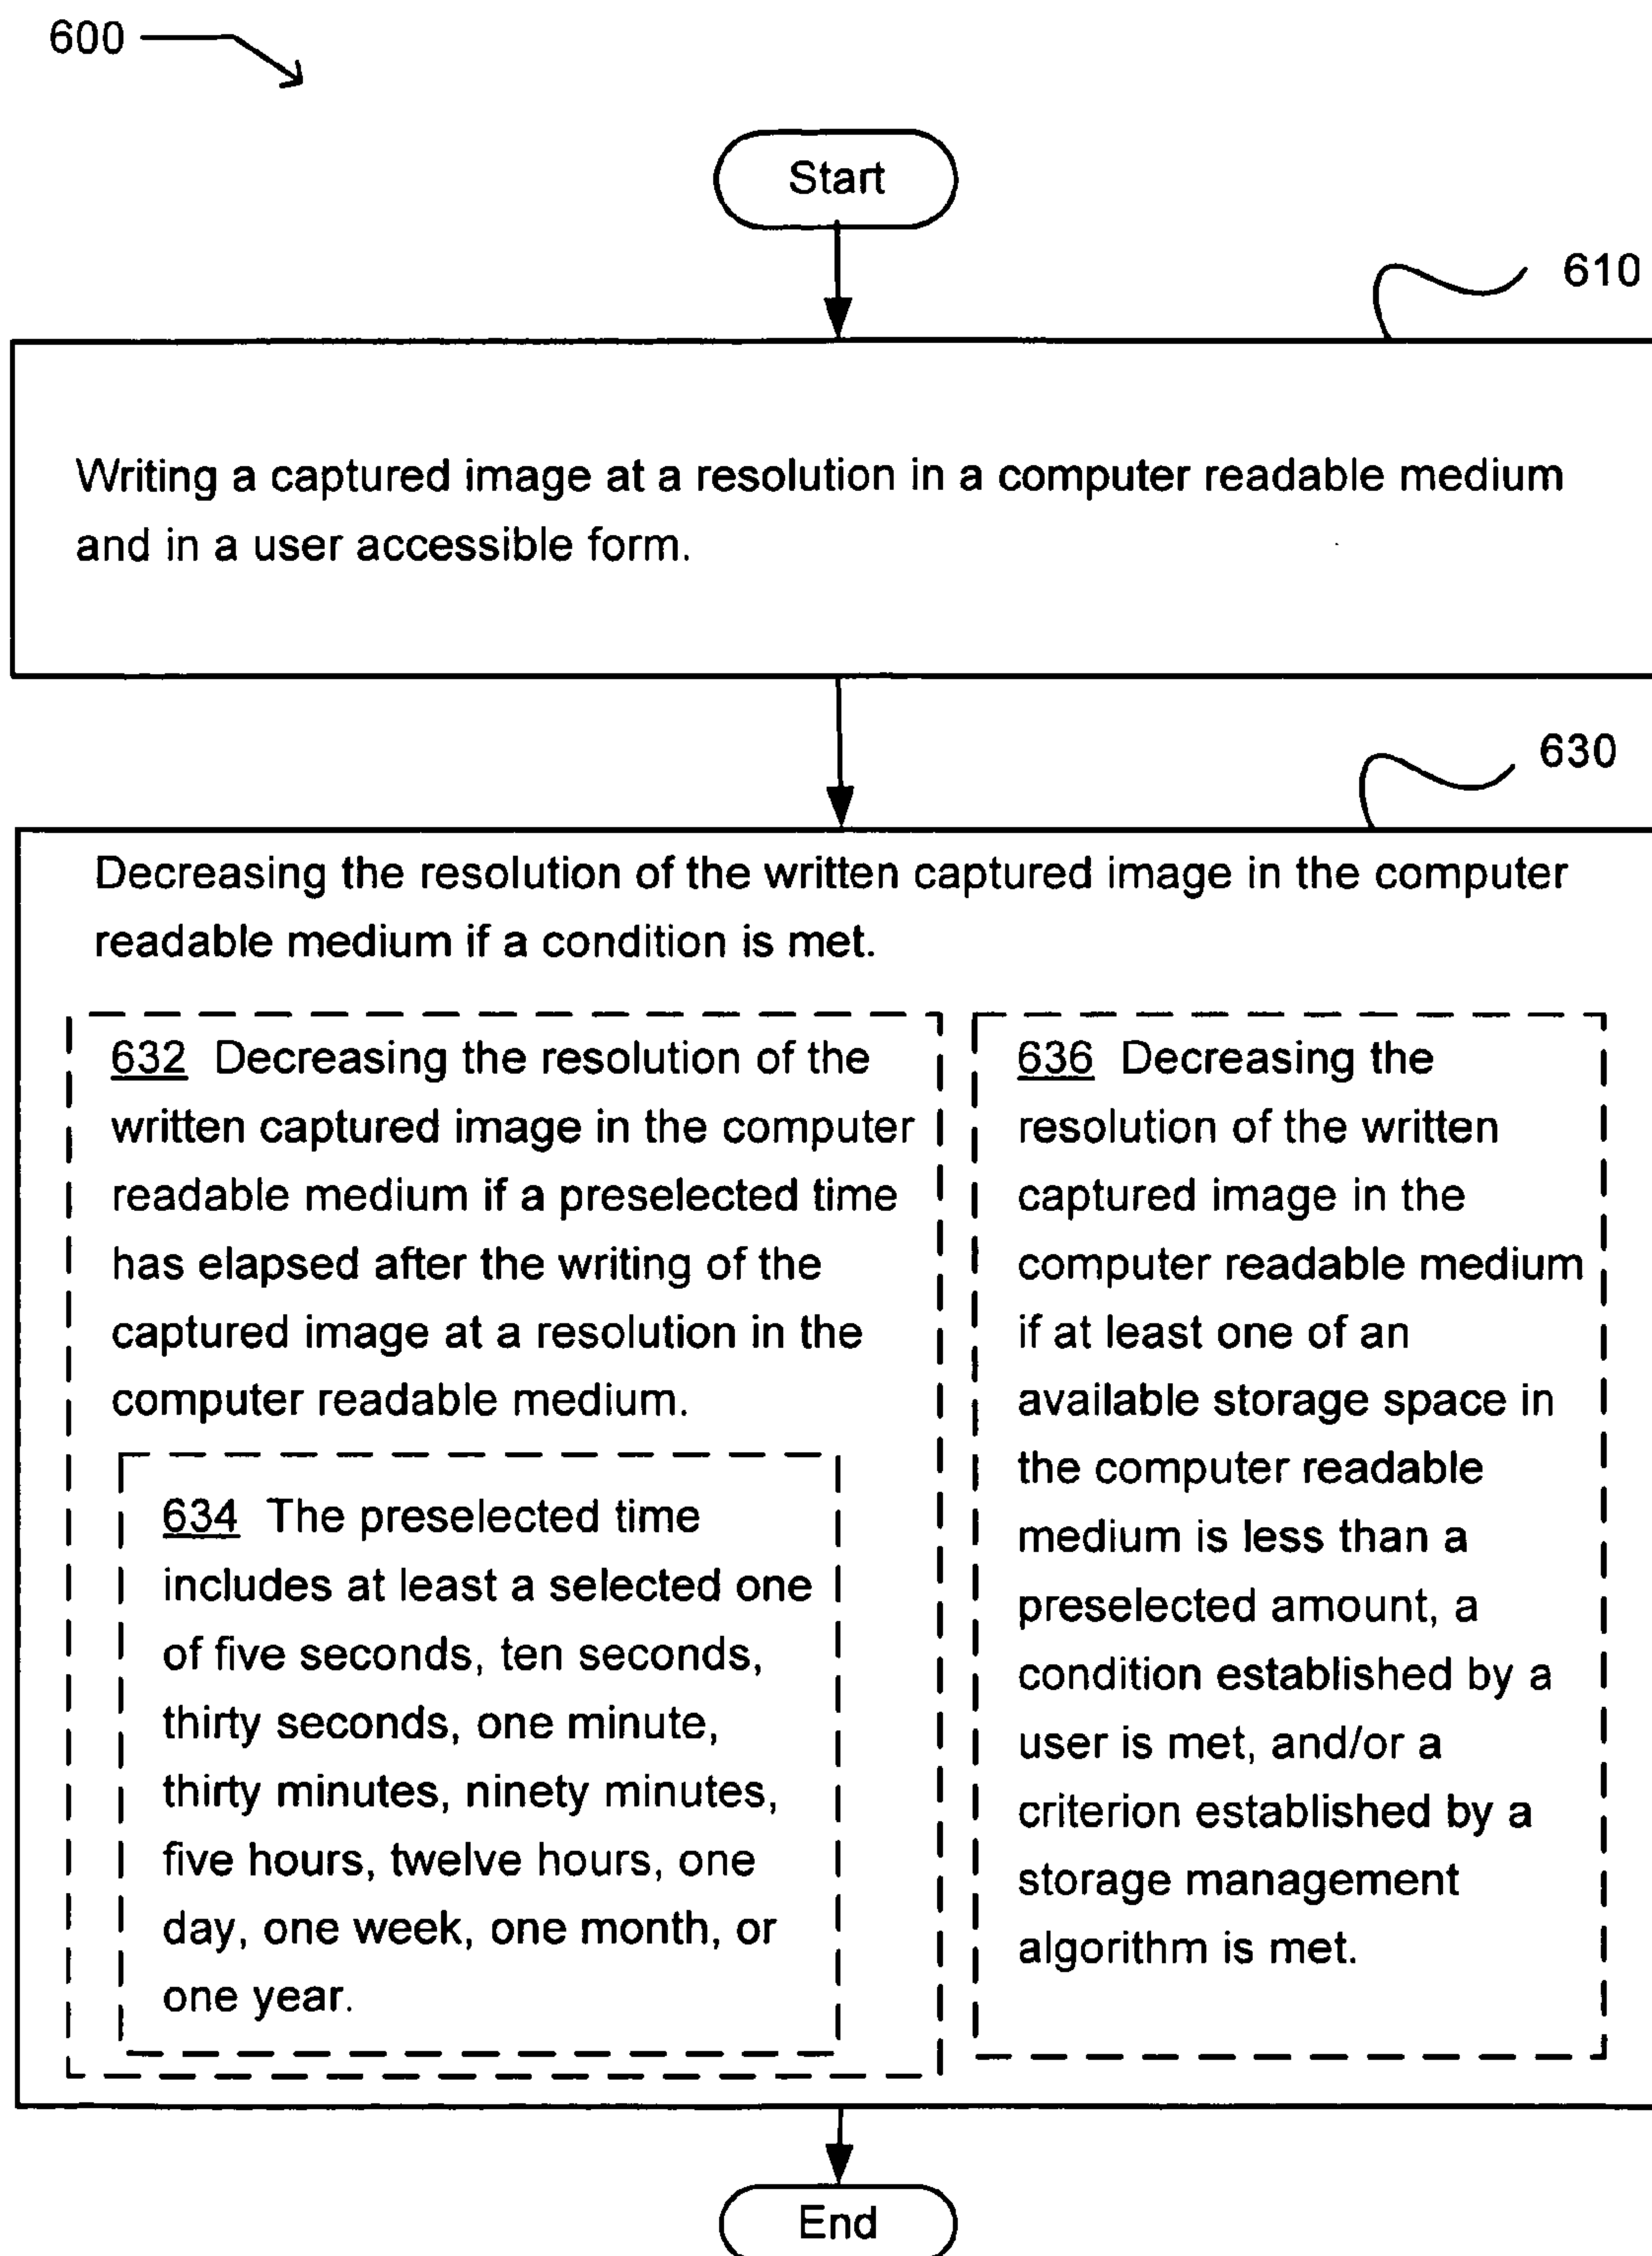 600
Start
610
Writing a captured image at a resolution in a computer readable medium
and in a user accessible form.
630
Decreasing the resolution of the written captured image in the computer
readable medium if a condition is met.
632 Decreasing the resolution of the
written captured image in the computer
readable medium if a preselected time
has elapsed after the writing of the
captured image at a resolution in the
computer readable medium.
634 The preselected time
includes at least a selected one
of five seconds, ten seconds,
thirty seconds, one minute,
thirty minutes, ninety minutes,
five hours, twelve hours, one
day, one week, one month, or
one year.
636 Decreasing the
resolution of the written
captured image in the
computer readable medium
if at least one of an
available storage space in
the computer readable
medium is less than a
preselected amount, a
condition established by a
user is met, and/or a
criterion established by a
storage management
algorithm is met.
End